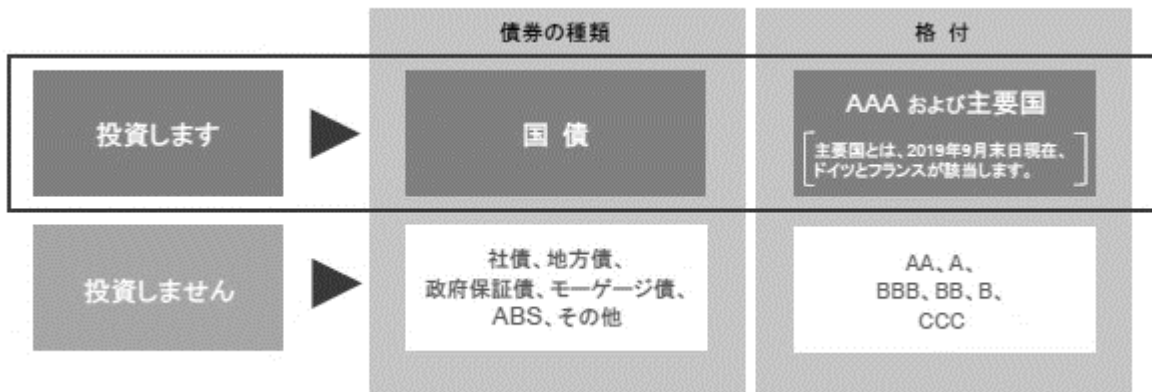 債券の種類
格 付
投資します
国 債
AAA および主要国
主要国とは、2019年9月末日現在、
ドイツとフランスが該当します。
投資しません
社債、地方債、
政府保証債、モーゲージ債、
ABS、その他
AA、A、
BBB、BB、B、
CCC